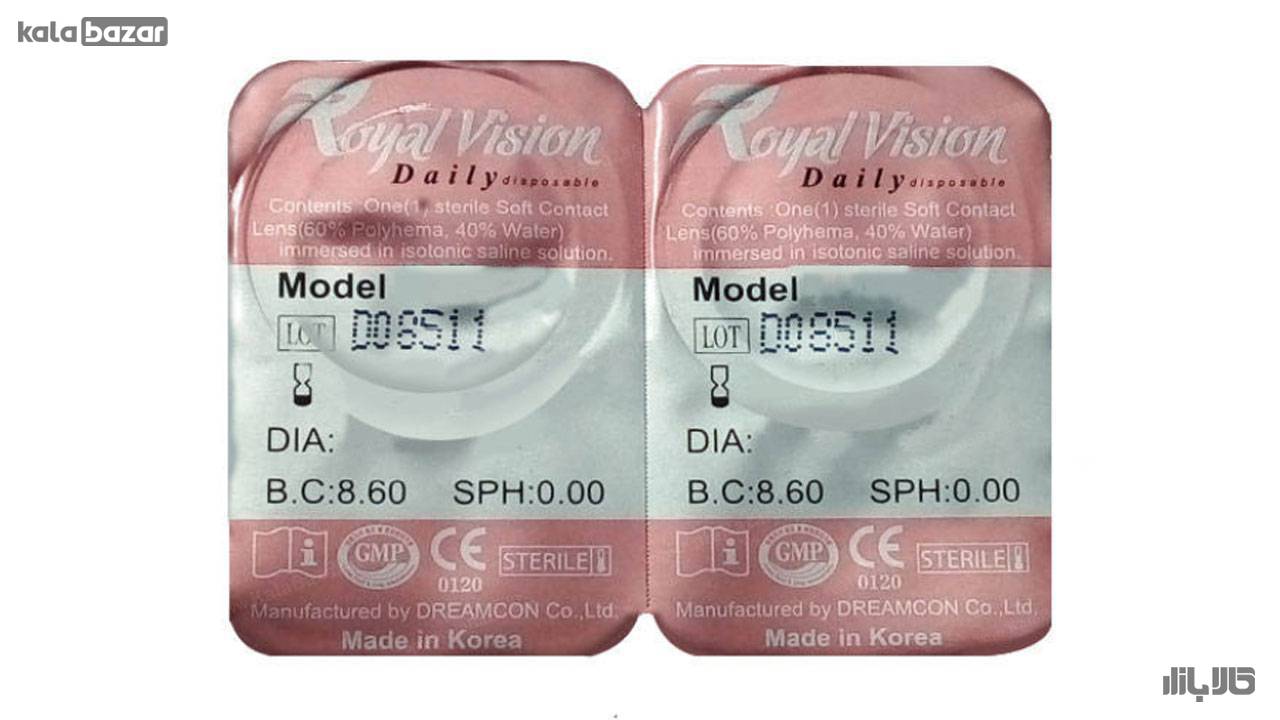 kala bazar
Royal Vision
Daily disposable
Contents :One(1) sterile Soft Contact
Lens(60% Polyhema, 40% Water)
immersed in isotonic saline solution.
Model
LOT D08511
DIA:
B.C:8.60 SPH:0.00
GMP CE 0120 STERILE
Manufactured by DREAMCON Co.,Ltd.
Made in Korea
Royal Vision
Daily disposable
Contents :One(1) sterile Soft Contact
Lens(60% Polyhema, 40% Water)
immersed in isotonic saline solution.
Model
LOT D08511
DIA:
B.C:8.60 SPH:0.00
GMP CE 0120 STERILE
Manufactured by DREAMCON Co.,Ltd.
Made in Korea
کالابازار